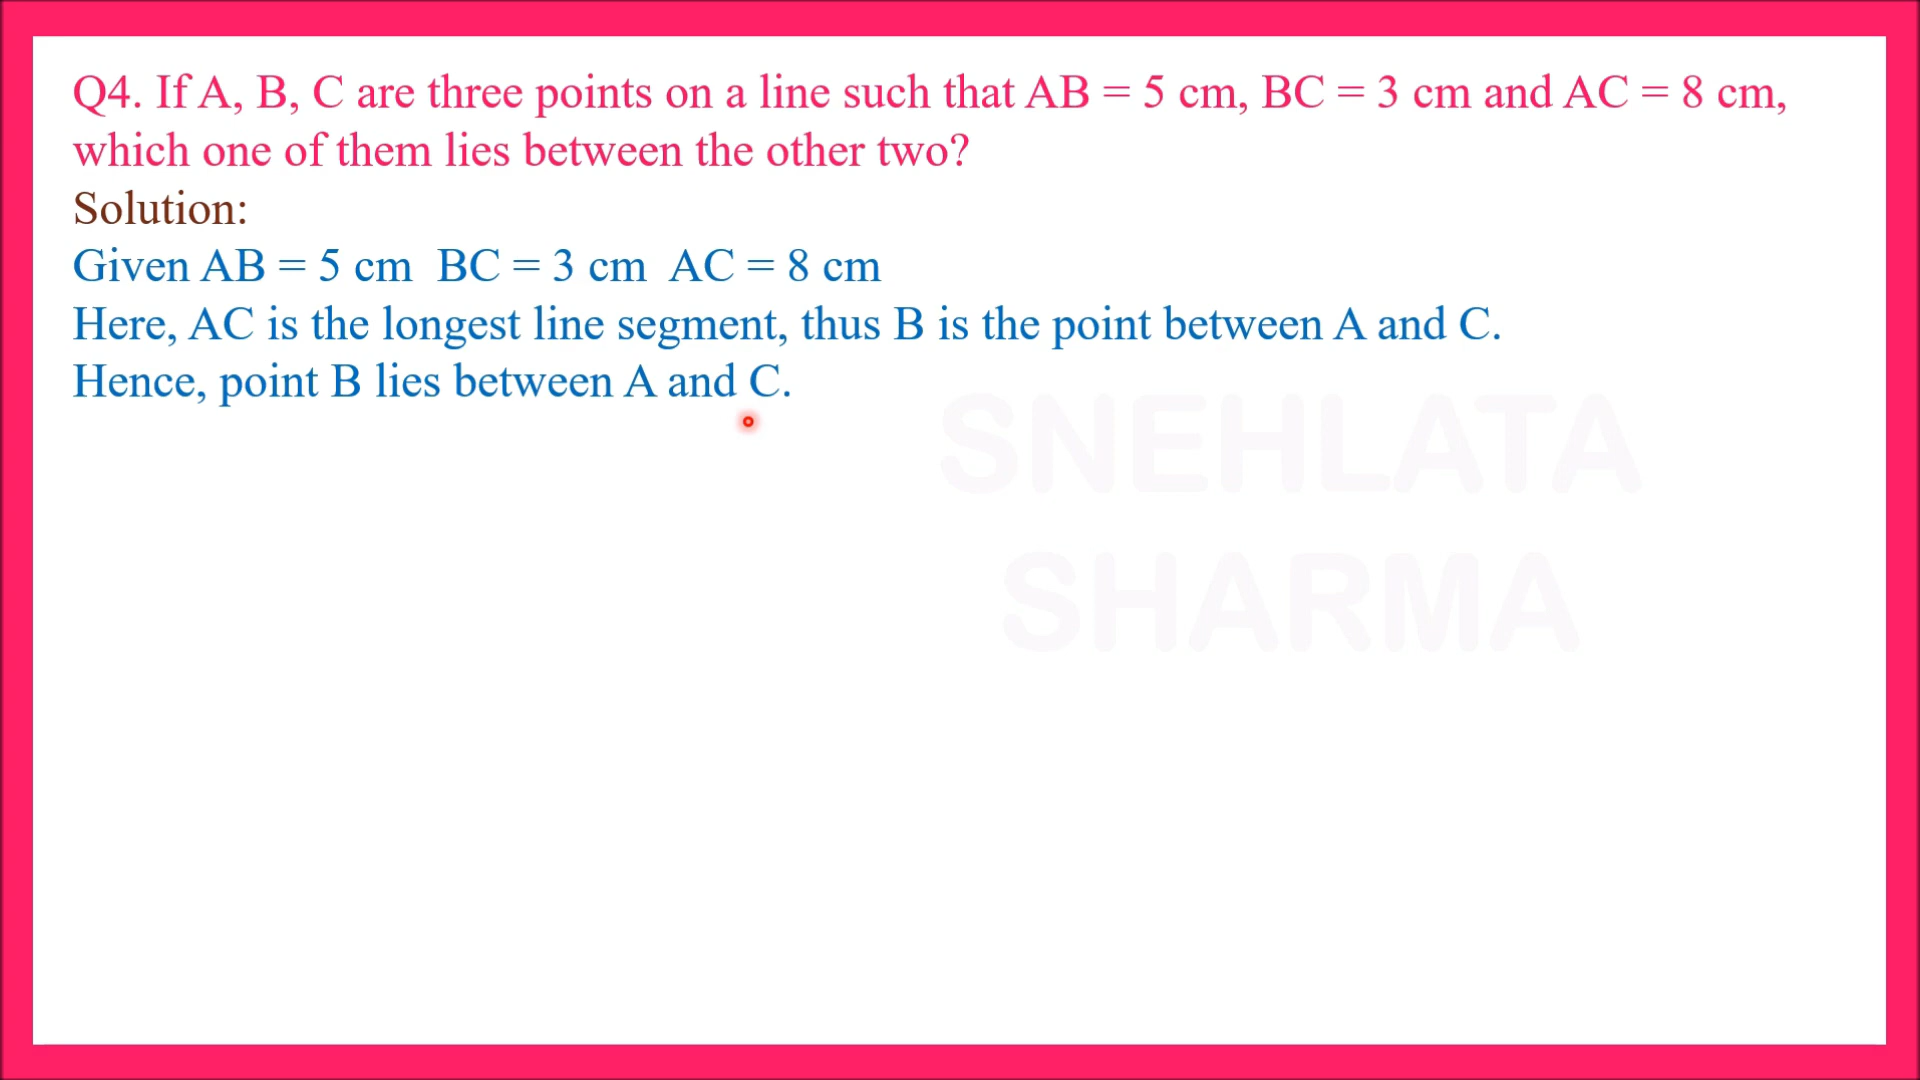 Q4. If A, B, C are three points on a line such that AB = 5 cm, BC = 3 cm and AC = 8 cm,
which one of them lies between the other two?
Solution:
Given AB = 5 cm  BC = 3 cm  AC = 8 cm
Here, AC is the longest line segment, thus B is the point between A and C.
Hence, point B lies between A and C.
SNEHLATA
SHARMA